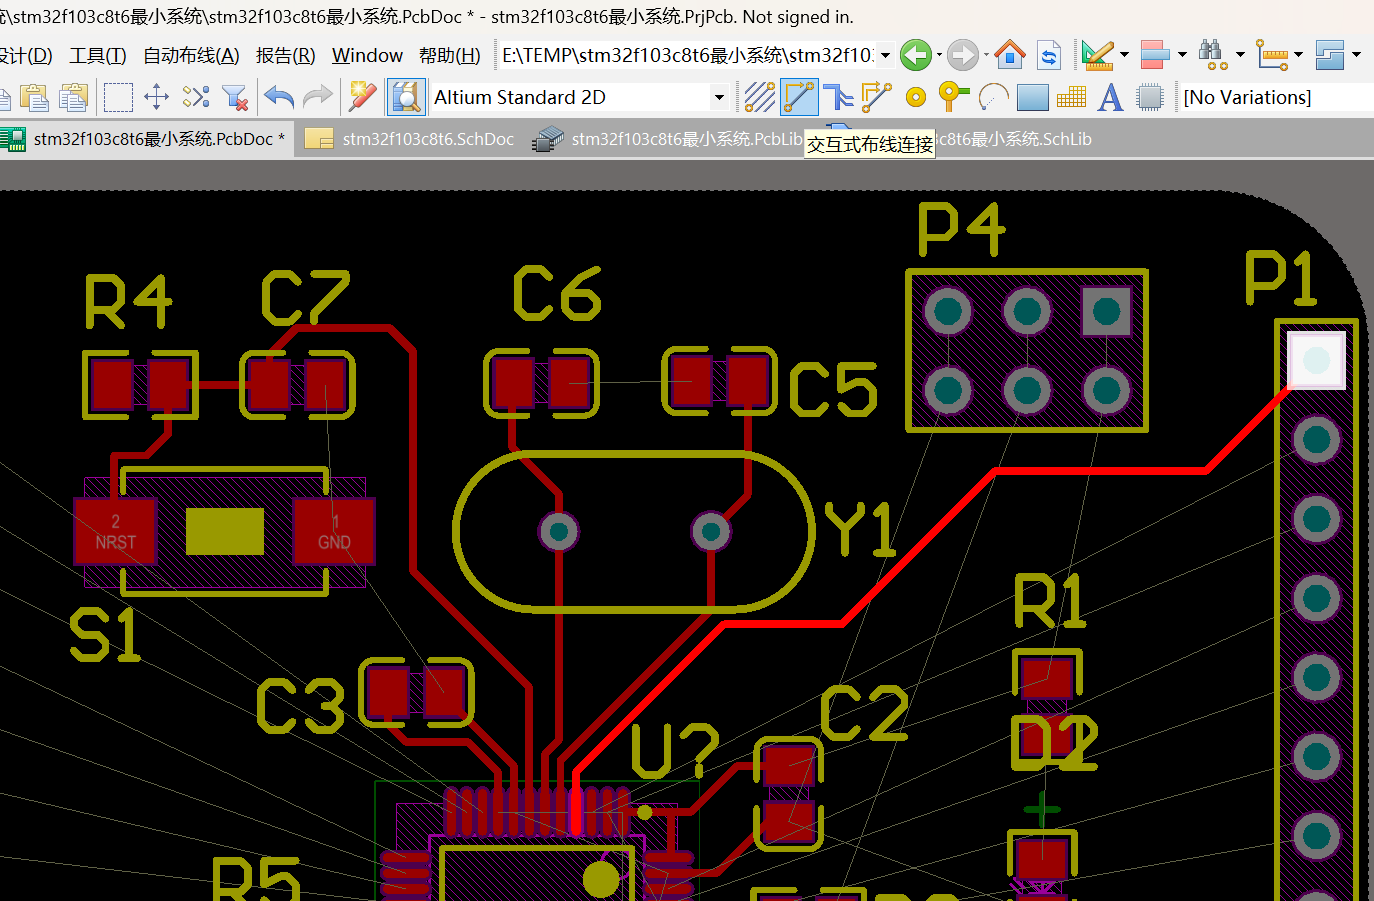 统\stm32f103c8t6最小系统\stm32f103c8t6最小系统.PcbDoc * - stm32f103c8t6最小系统.PrjPcb. Not signed in.
设计(D) 工具(T) 自动布线(A) 报告(R) Window 帮助(H) E:\TEMP\stm32f103c8t6最小系统\stm32f10:
Altium Standard 2D [No Variations]
stm32f103c8t6最小系统.PcbDoc * stm32f103c8t6.SchDoc stm32f103c8t6最小系统.PcbLib c8t6最小系统.SchLib
交互式布线连接
P4
P1
R4 C7 C6
C5
Y1
2
NRST
1
GND
R1
S1
C3
C2
U?
D2
R5